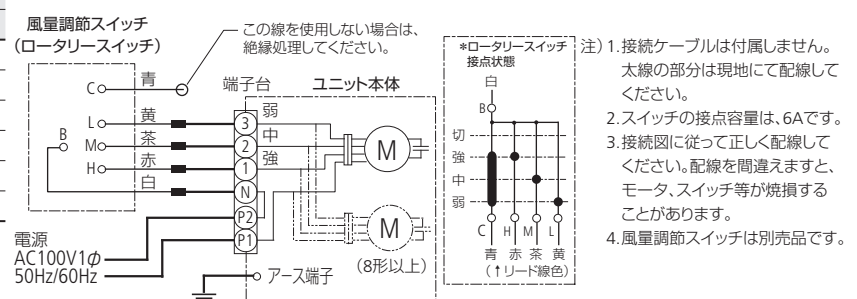 風量調節スイッチ
(ロータリースイッチ)
この線を使用しない場合は、
絶縁処理してください。
C
青
端子台
ユニット本体
L
黄
3
弱
B
M
茶
2
中
H
赤
1
強
白
N
M
P2
P1
M
(8形以上)
電源
AC100V1φ
50Hz/60Hz
アース端子
*ロータリースイッチ
接点状態
白
B
切
強
中
弱
C
H
M
L
青
赤
茶
黄
(↑リード線色)
注)1.接続ケーブルは付属しません。
太線の部分は現地にて配線して
ください。
2.スイッチの接点容量は、6Aです。
3.接続図に従って正しく配線して
ください。配線を間違えますと、
モータ、スイッチ等が焼損する
ことがあります。
4.風量調節スイッチは別売品です。